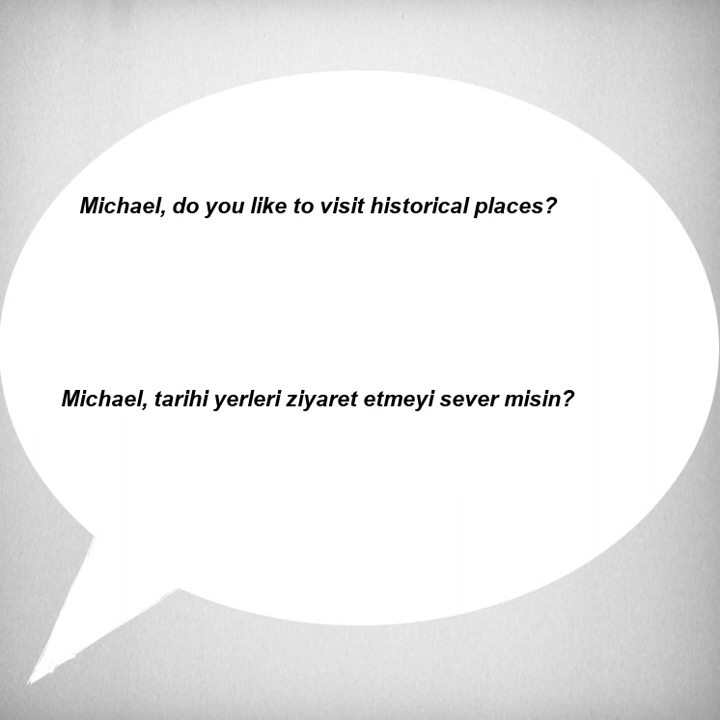 Michael, do you like to visit historical places?
Michael, tarihi yerleri ziyaret etmeyi sever misin?